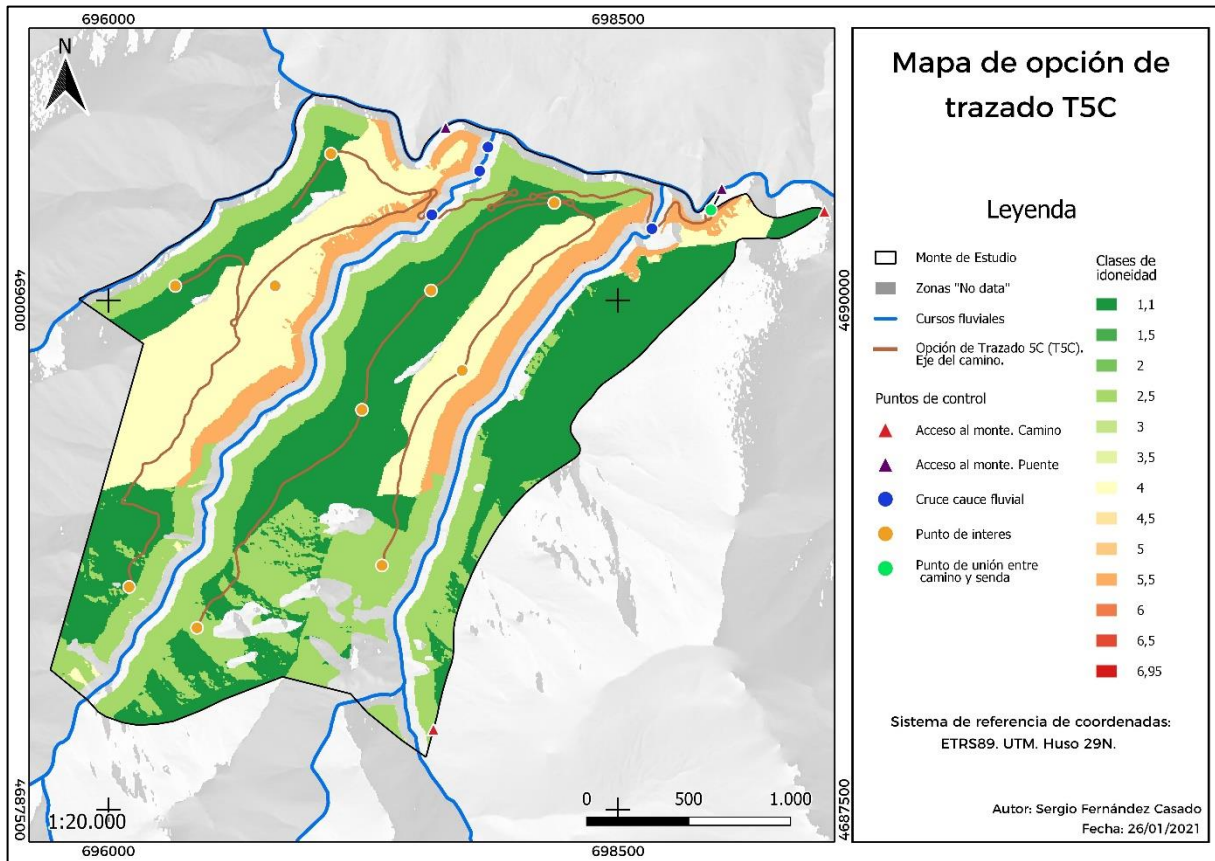 696000
698500
N
4690000
4690000
4687500
4687500
1:20.000
0
500
1.000
696000
698500
Mapa de opción de
trazado T5C
Leyenda
Monte de Estudio
Zonas "No data"
Cursos fluviales
Opción de Trazado 5C (T5C).
Eje del camino.
Puntos de control
Acceso al monte. Camino
Acceso al monte. Puente
Cruce cauce fluvial
Punto de interes
Punto de unión entre
camino y senda
Clases de
idoneidad
1,1
1,5
2
2,5
3
3,5
4
4,5
5
5,5
6
6,5
6,95
Sistema de referencia de coordenadas:
ETRS89. UTM. Huso 29N.
Autor: Sergio Fernández Casado
Fecha: 26/01/2021